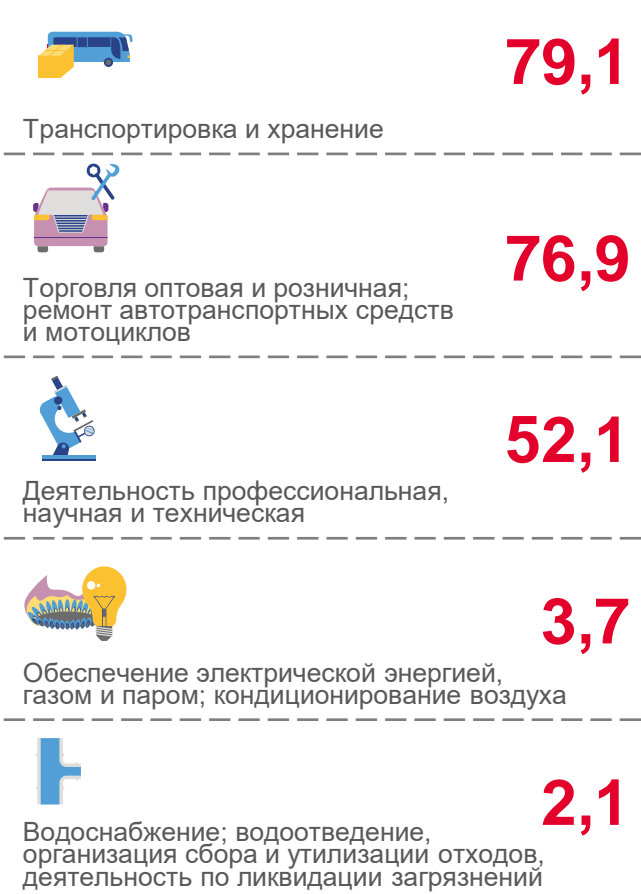 79,1
Транспортировка и хранение
76,9
Торговля оптовая и розничная;
ремонт автотранспортных средств
и мотоциклов
52,1
Деятельность профессиональная,
научная и техническая
3,7
Обеспечение электрической энергией,
газом и паром; кондиционирование воздуха
2,1
Водоснабжение; водоотведение,
организация сбора и утилизации отходов,
деятельность по ликвидации загрязнений